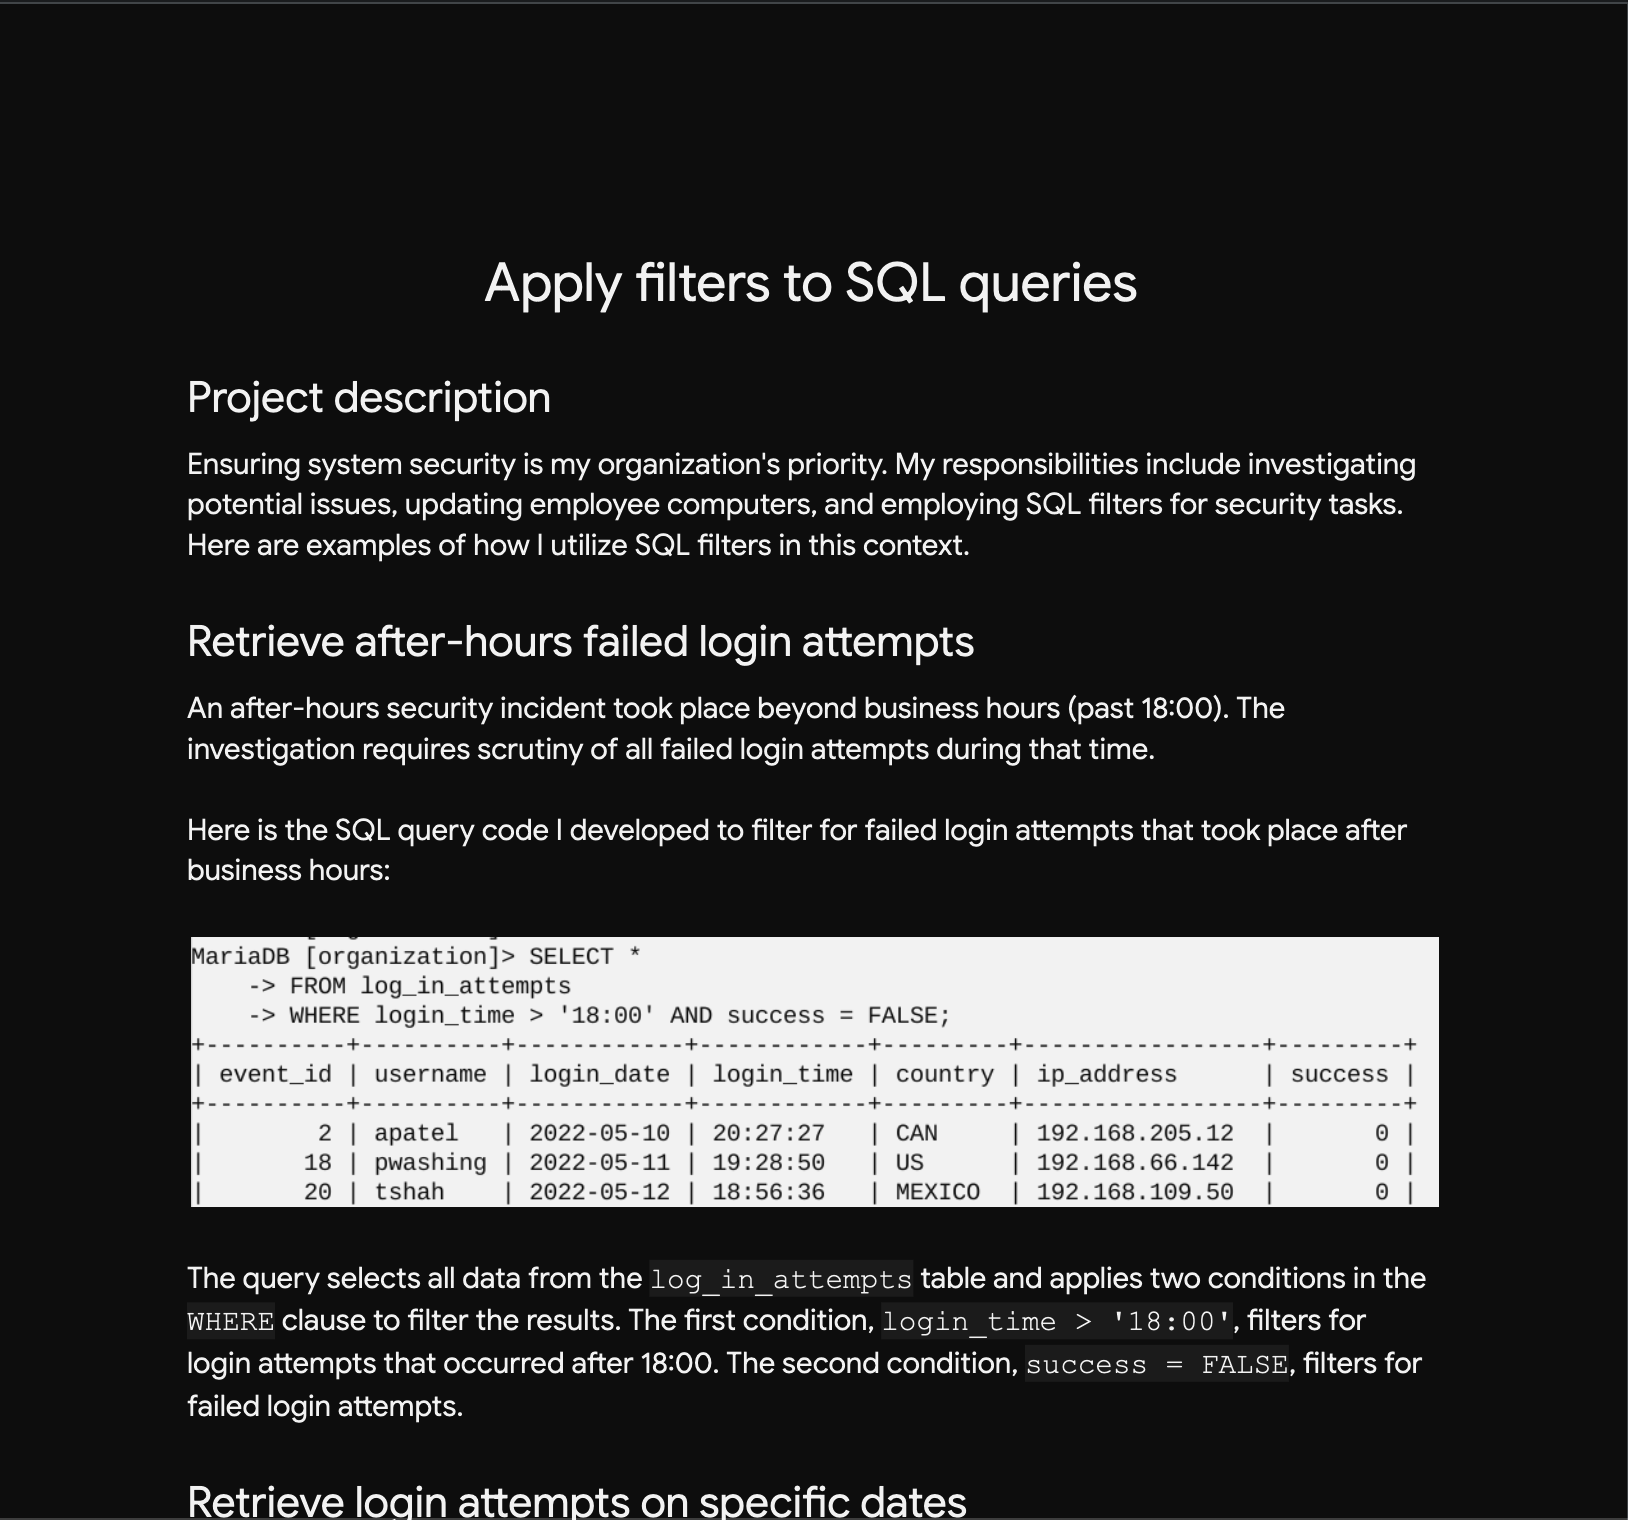 Apply filters to SQL queries
Project description
Ensuring system security is my organization's priority. My responsibilities include investigating
potential issues, updating employee computers, and employing SQL filters for security tasks.
Here are examples of how I utilize SQL filters in this context.
Retrieve after-hours failed login attempts
An after-hours security incident took place beyond business hours (past 18:00). The
investigation requires scrutiny of all failed login attempts during that time.
Here is the SQL query code I developed to filter for failed login attempts that took place after
business hours:
MariaDB [organization]> SELECT *
    -> FROM log_in_attempts
    -> WHERE login_time > '18:00' AND success = FALSE;
+----------+----------+------------+------------+---------+-----------------+---------+
| event_id | username | login_date | login_time | country | ip_address      | success |
+----------+----------+------------+------------+---------+-----------------+---------+
|        2 | apatel   | 2022-05-10 | 20:27:27   | CAN     | 192.168.205.12  |       0 |
|       18 | pwashing | 2022-05-11 | 19:28:50   | US      | 192.168.66.142  |       0 |
|       20 | tshah    | 2022-05-12 | 18:56:36   | MEXICO  | 192.168.109.50  |       0 |
The query selects all data from the log_in_attempts table and applies two conditions in the
WHERE clause to filter the results. The first condition, login_time > '18:00', filters for
login attempts that occurred after 18:00. The second condition, success = FALSE, filters for
failed login attempts.
Retrieve login attempts on specific dates